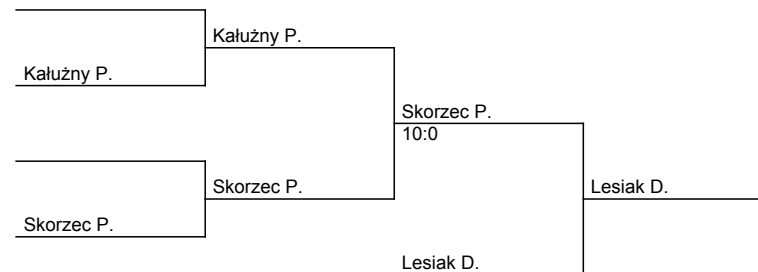 Kałużny P.
Kałużny P.
Skorzec P.
10:0
Skorzec P.
Lesiak D.
Skorzec P.
Lesiak D.